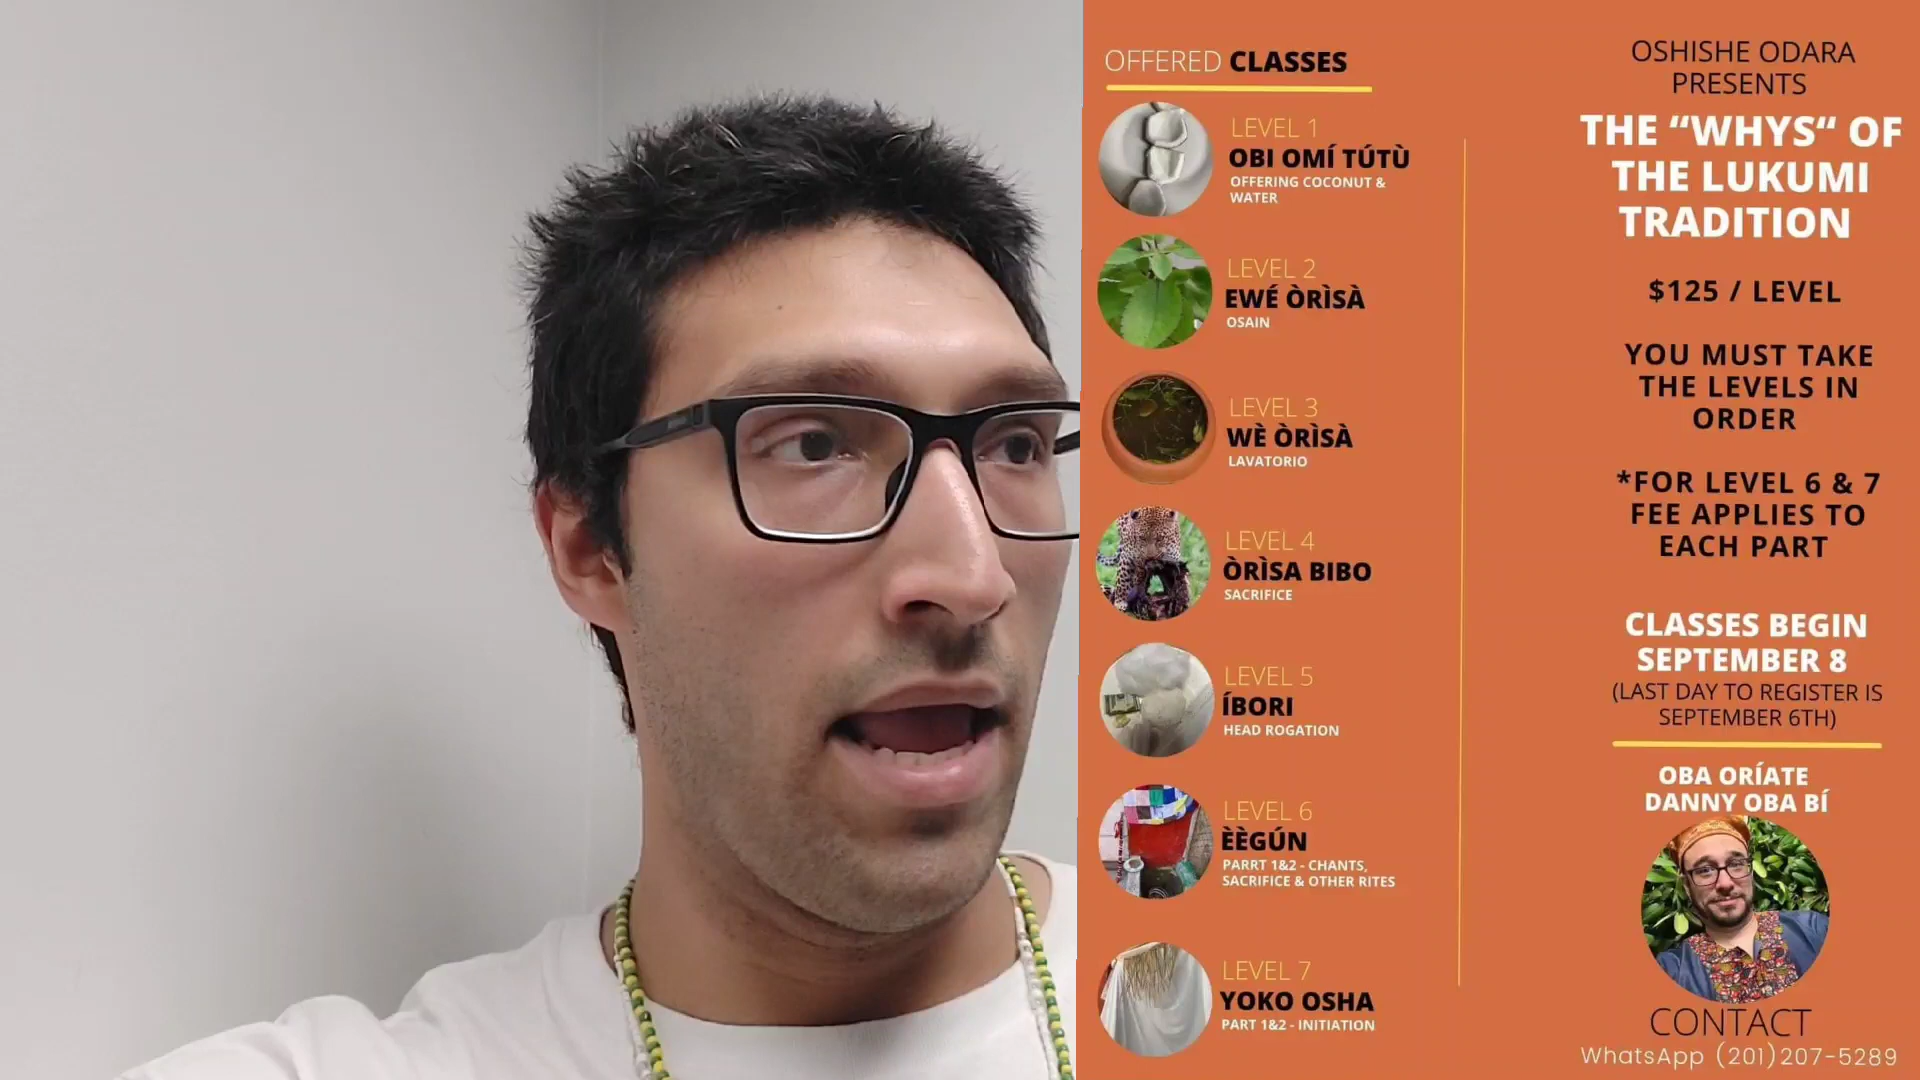 OFFERED CLASSES
LEVEL 1
OBI OMÍ TÚTÙ
OFFERING COCONUT &
WATER
LEVEL 2
EWÉ ÒRÌSÀ
OSAIN
LEVEL 3
WÈ ÒRÌSÀ
LAVATORIO
LEVEL 4
ÒRÌSA BIBO
SACRIFICE
LEVEL 5
ÍBORI
HEAD ROGATION
LEVEL 6
ÈÈGÚN
PARRT 1&2 - CHANTS,
SACRIFICE & OTHER RITES
LEVEL 7
YOKO OSHA
PART 1&2 - INITIATION
OSHISHE ODARA
PRESENTS
THE “WHYS“ OF
THE LUKUMI
TRADITION
$125 / LEVEL
YOU MUST TAKE
THE LEVELS IN
ORDER
*FOR LEVEL 6 & 7
FEE APPLIES TO
EACH PART
CLASSES BEGIN
SEPTEMBER 8
(LAST DAY TO REGISTER IS
SEPTEMBER 6TH)
OBA ORÍATE
DANNY OBA BÍ
CONTACT
WhatsApp (201)207-5289